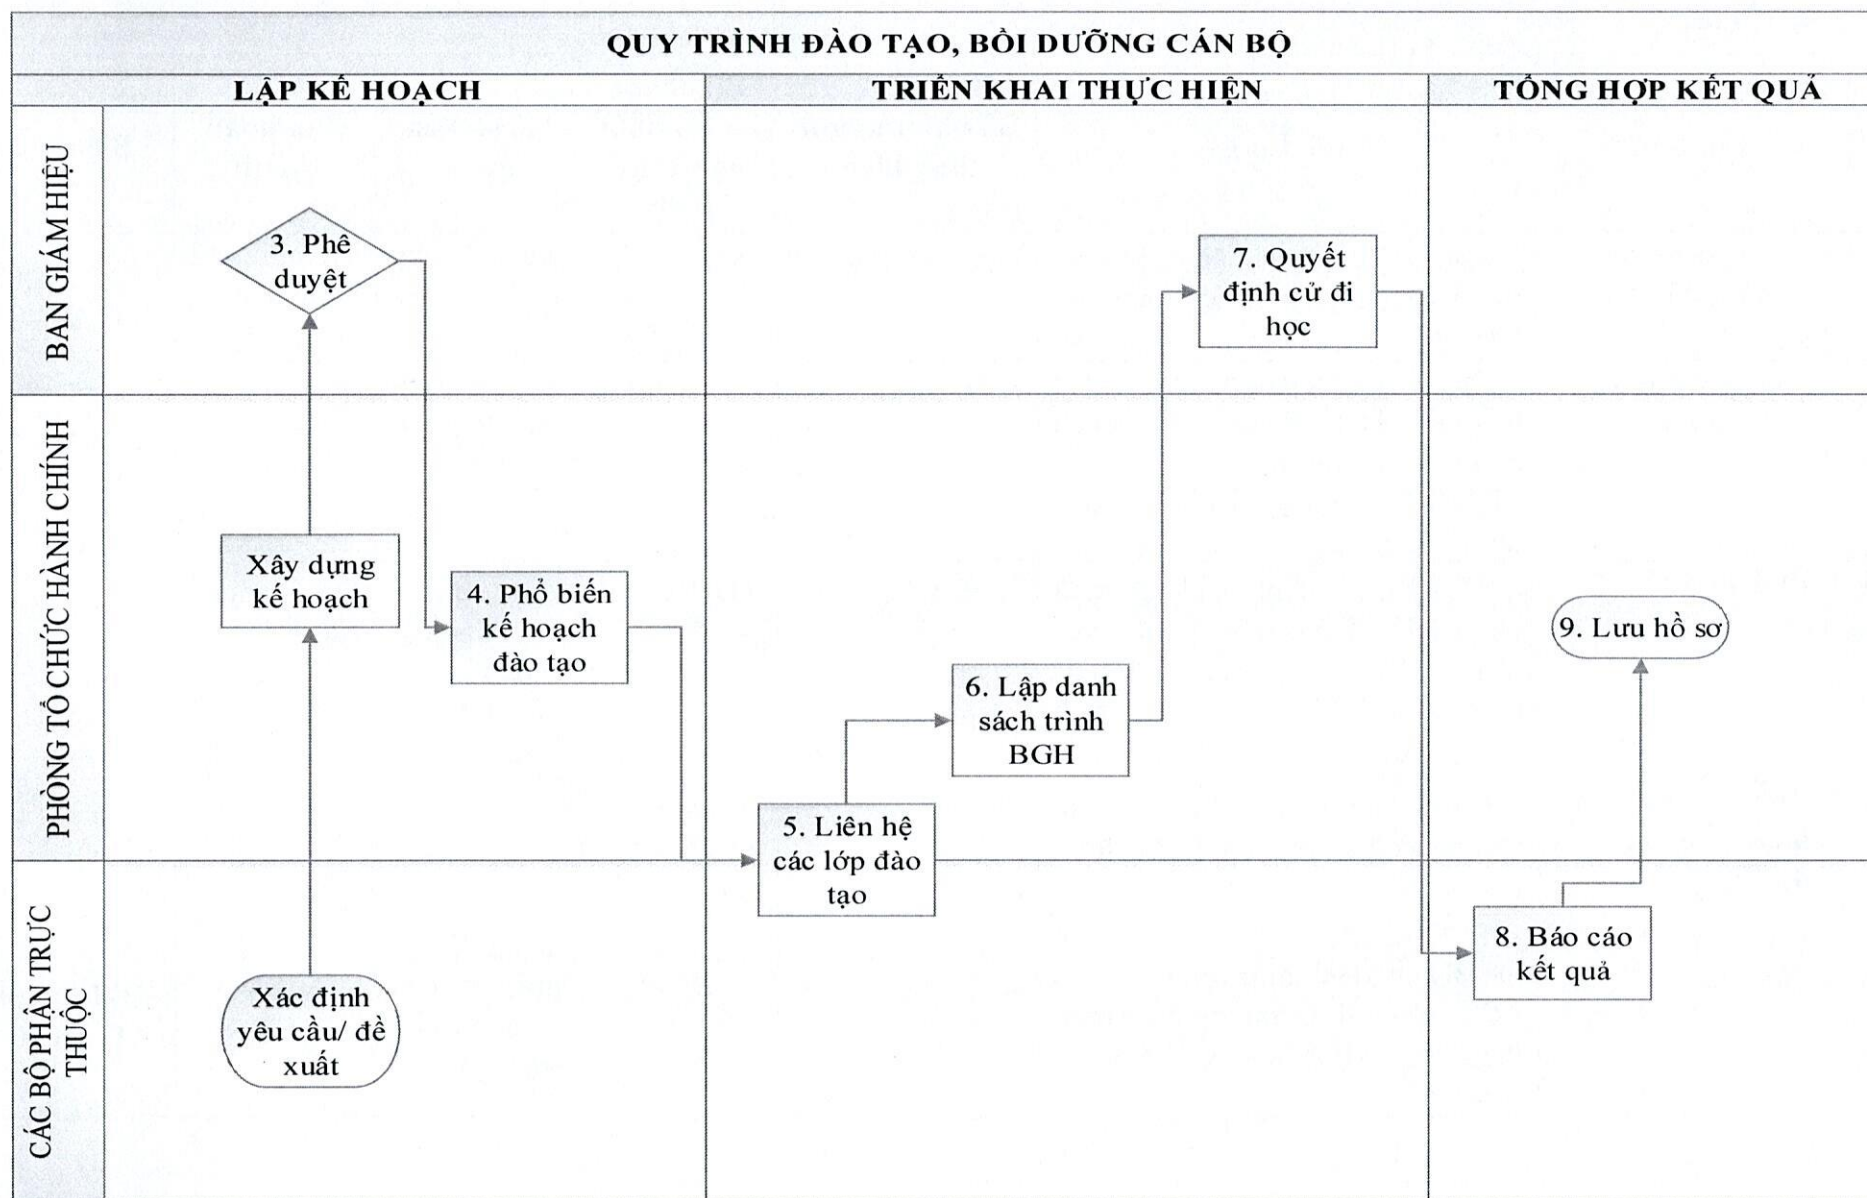 QUY TRÌNH ĐÀO TẠO, BỒI DƯỠNG CÁN BỘ
LẬP KẾ HOẠCH
TRIỂN KHAI THỰC HIỆN
TỔNG HỢP KẾT QUẢ
BAN GIÁM HIỆU
3. Phê
duyệt
7. Quyết
định cử đi
học
PHÒNG TỔ CHỨC HÀNH CHÍNH
Xây dựng
kế hoạch
4. Phổ biến
kế hoạch
đào tạo
5. Liên hệ
các lớp đào
tạo
6. Lập danh
sách trình
BGH
9. Lưu hồ sơ
CÁC BỘ PHẬN TRỰC
THUỘC
Xác định
yêu cầu/ đề
xuất
8. Báo cáo
kết quả